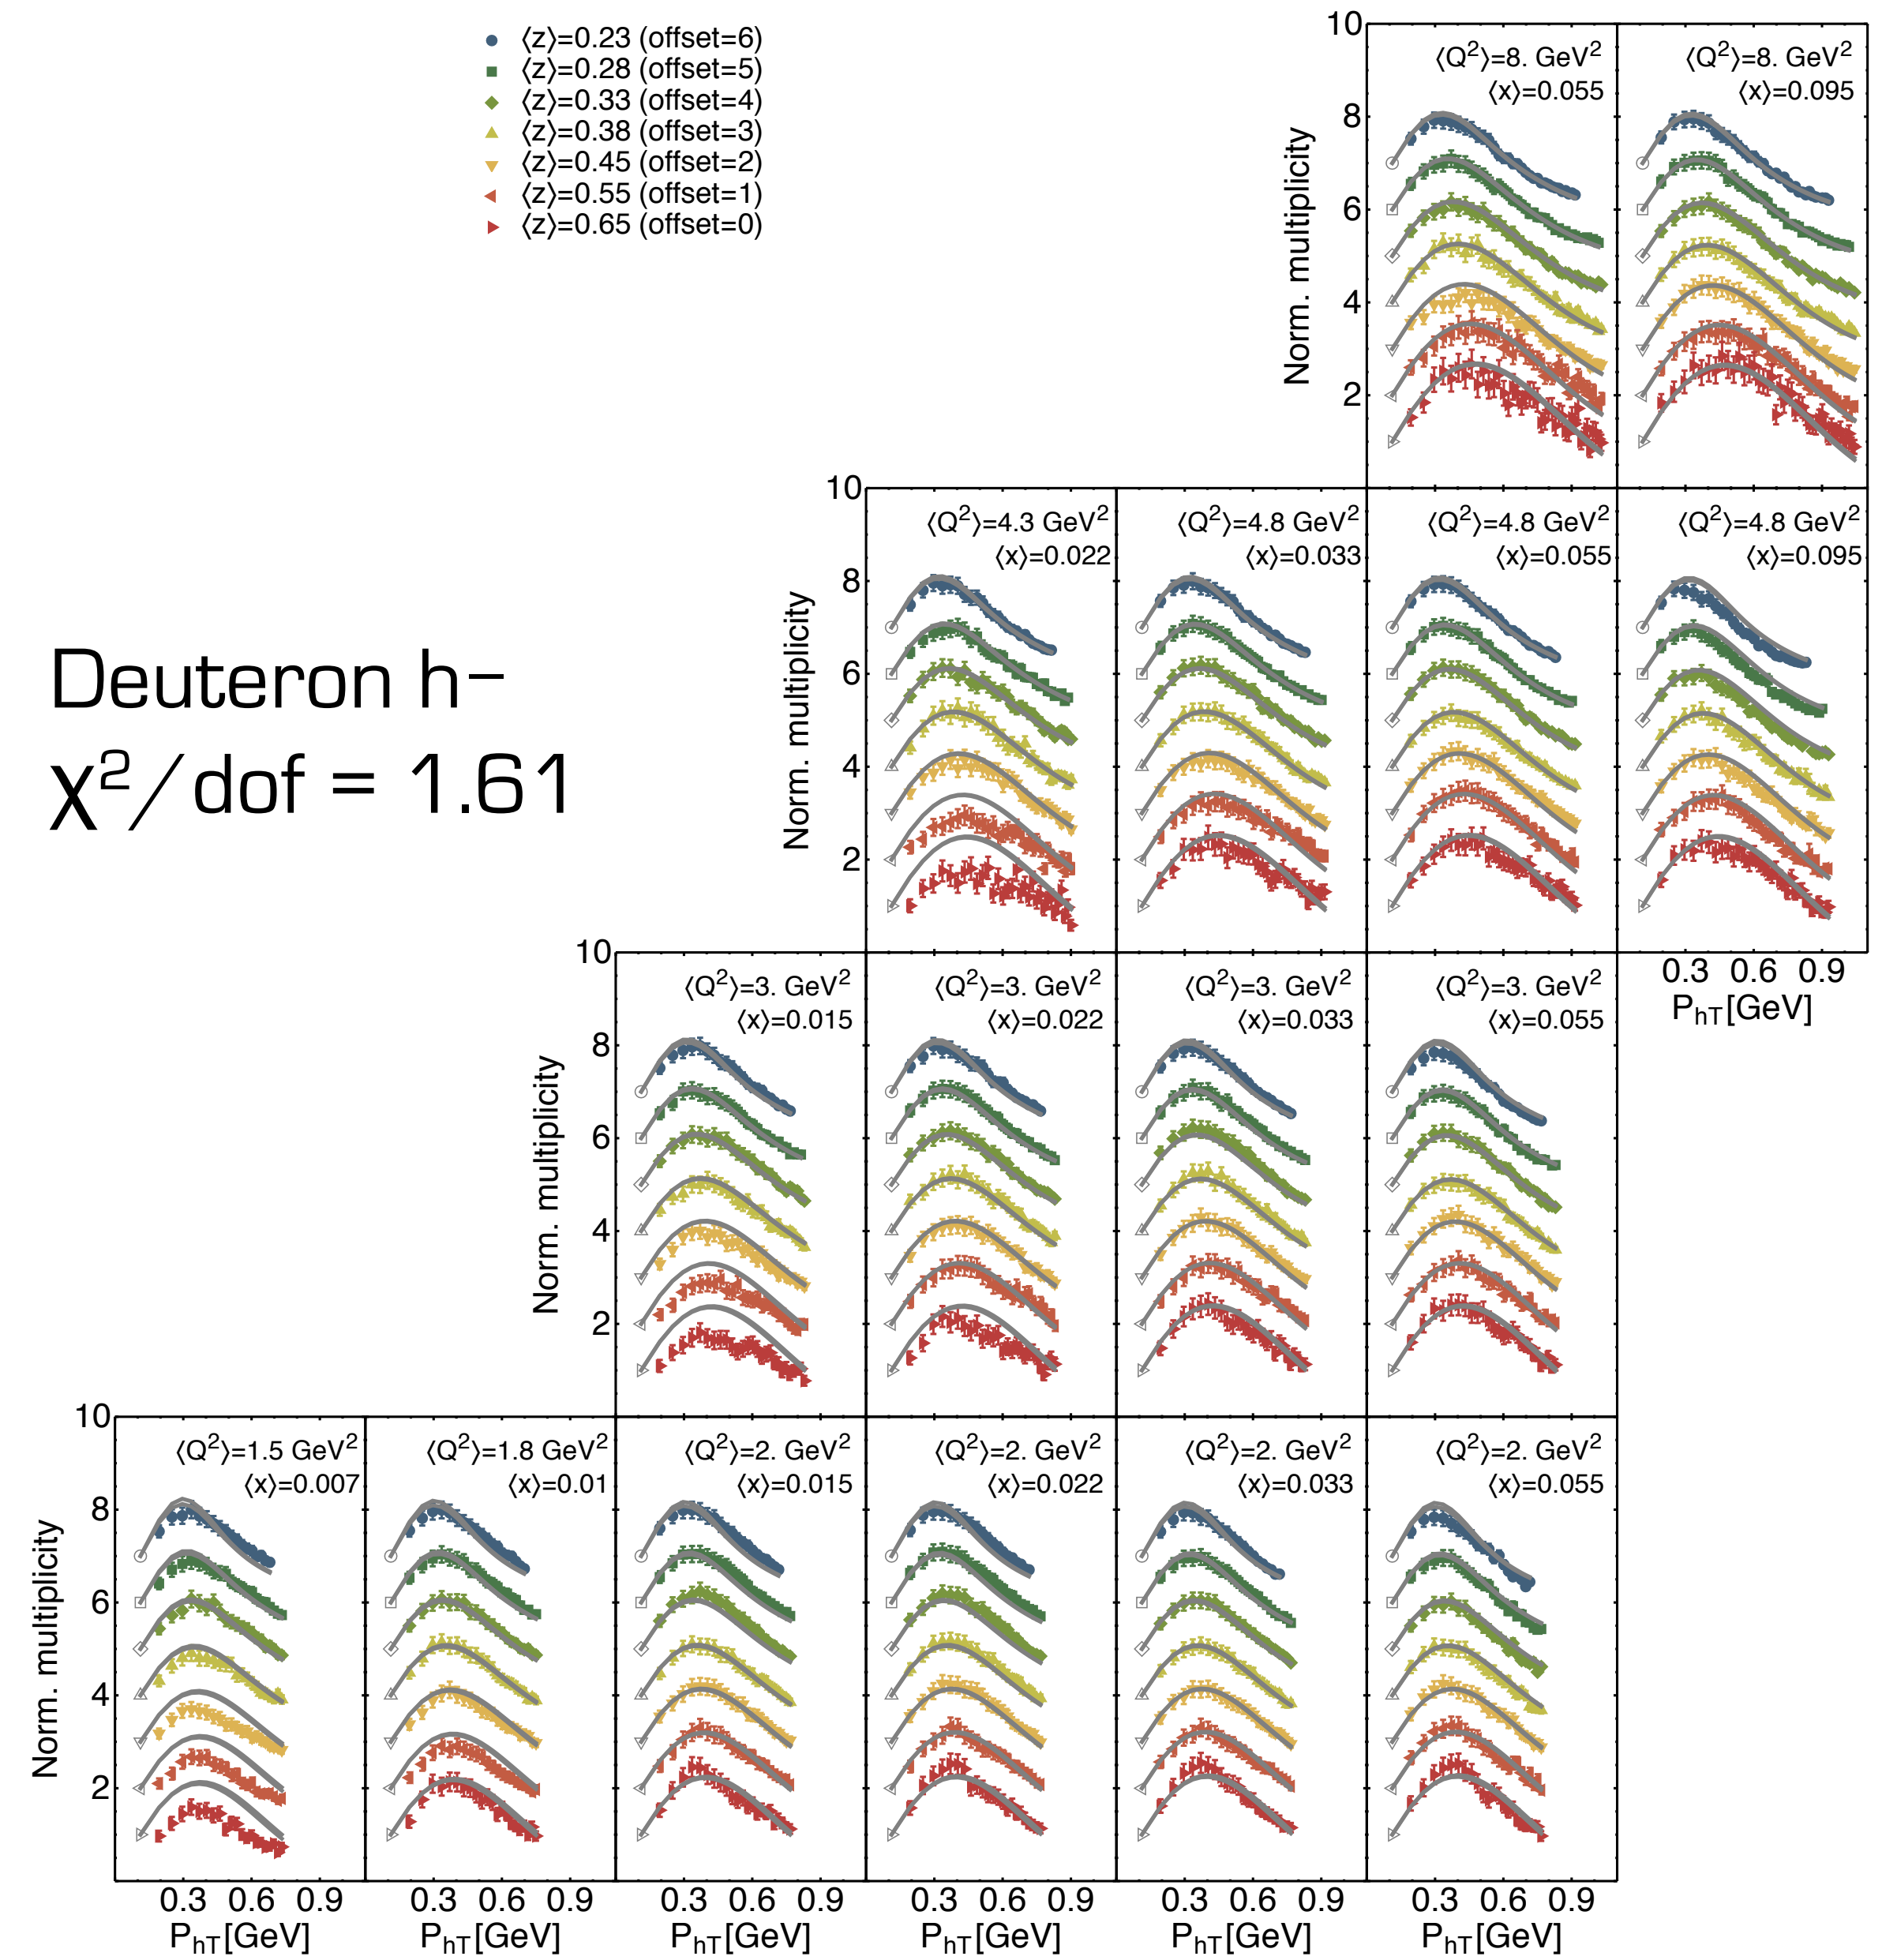 ⟨z⟩=0.23 (offset=6)
⟨z⟩=0.28 (offset=5)
⟨z⟩=0.33 (offset=4)
⟨z⟩=0.38 (offset=3)
⟨z⟩=0.45 (offset=2)
⟨z⟩=0.55 (offset=1)
⟨z⟩=0.65 (offset=0)
10
8
6
4
2
Norm. multiplicity
⟨Q²⟩=8. GeV²
⟨x⟩=0.055
⟨Q²⟩=8. GeV²
⟨x⟩=0.095
Deuteron h−
χ²/dof = 1.61
10
8
6
4
2
Norm. multiplicity
⟨Q²⟩=4.3 GeV²
⟨x⟩=0.022
⟨Q²⟩=4.8 GeV²
⟨x⟩=0.033
⟨Q²⟩=4.8 GeV²
⟨x⟩=0.055
⟨Q²⟩=4.8 GeV²
⟨x⟩=0.095
0.3 0.6 0.9
P_hT[GeV]
10
8
6
4
2
Norm. multiplicity
⟨Q²⟩=3. GeV²
⟨x⟩=0.015
⟨Q²⟩=3. GeV²
⟨x⟩=0.022
⟨Q²⟩=3. GeV²
⟨x⟩=0.033
⟨Q²⟩=3. GeV²
⟨x⟩=0.055
10
8
6
4
2
Norm. multiplicity
⟨Q²⟩=1.5 GeV²
⟨x⟩=0.007
⟨Q²⟩=1.8 GeV²
⟨x⟩=0.01
⟨Q²⟩=2. GeV²
⟨x⟩=0.015
⟨Q²⟩=2. GeV²
⟨x⟩=0.022
⟨Q²⟩=2. GeV²
⟨x⟩=0.033
⟨Q²⟩=2. GeV²
⟨x⟩=0.055
0.3 0.6 0.9
P_hT[GeV]
0.3 0.6 0.9
P_hT[GeV]
0.3 0.6 0.9
P_hT[GeV]
0.3 0.6 0.9
P_hT[GeV]
0.3 0.6 0.9
P_hT[GeV]
0.3 0.6 0.9
P_hT[GeV]